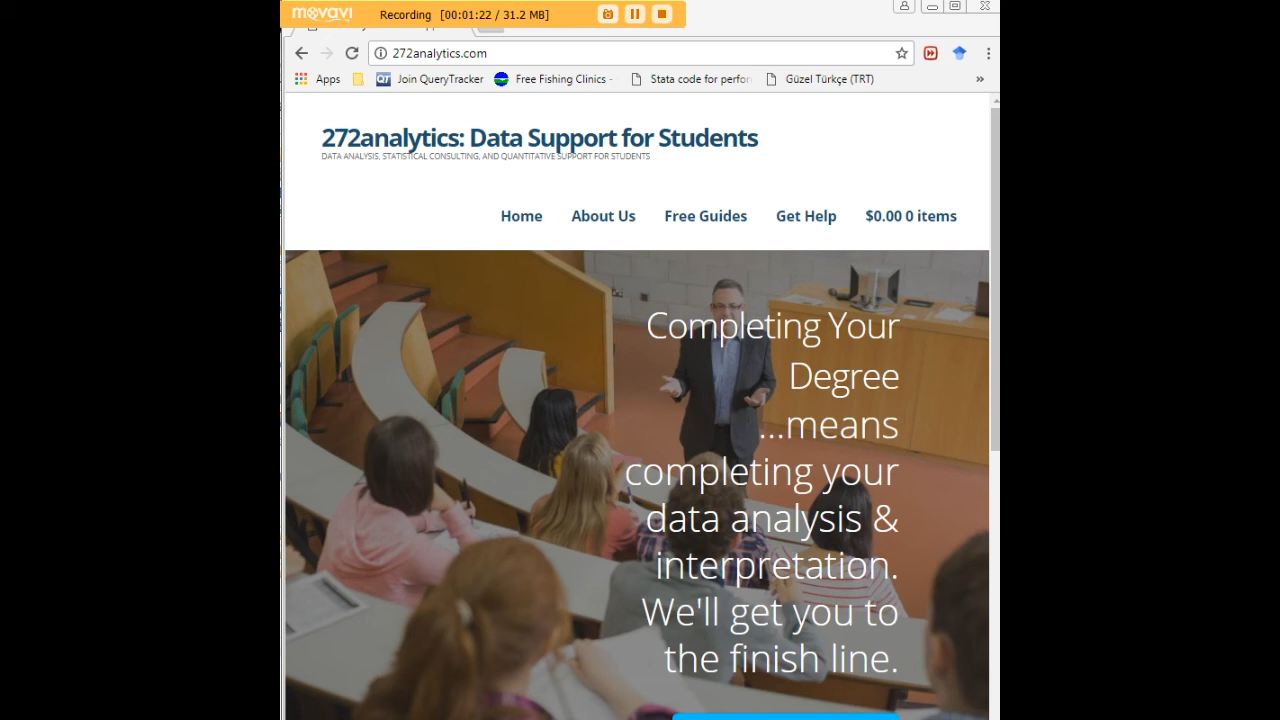 movavi Recording [00:01:22 / 31.2 MB]
272analytics.com
Apps QT Join QueryTracker Free Fishing Clinics - Stata code for perfor Güzel Türkçe (TRT) »
272analytics: Data Support for Students
DATA ANALYSIS, STATISTICAL CONSULTING, AND QUANTITATIVE SUPPORT FOR STUDENTS
Home About Us Free Guides Get Help $0.00 0 items
Completing Your
Degree
...means
completing your
data analysis &
interpretation.
We'll get you to
the finish line.